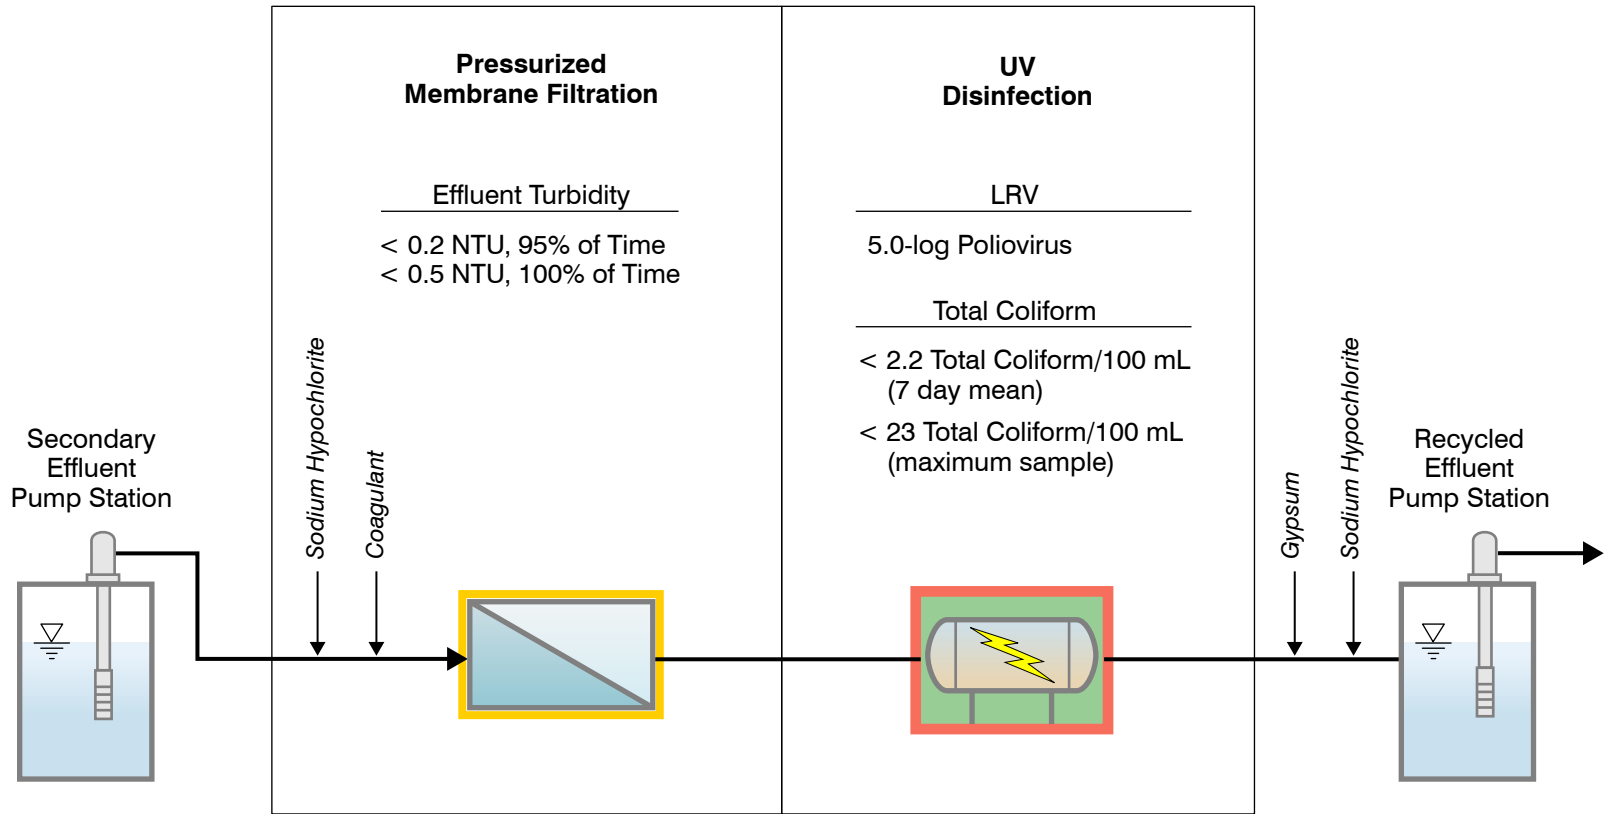 Pressurized
Membrane Filtration
UV
Disinfection
Effluent Turbidity
< 0.2 NTU, 95% of Time
< 0.5 NTU, 100% of Time
LRV
5.0-log Poliovirus
Total Coliform
< 2.2 Total Coliform/100 mL
(7 day mean)
< 23 Total Coliform/100 mL
(maximum sample)
Secondary
Effluent
Pump Station
Sodium Hypochlorite
Coagulant
Gypsum
Sodium Hypochlorite
Recycled
Effluent
Pump Station